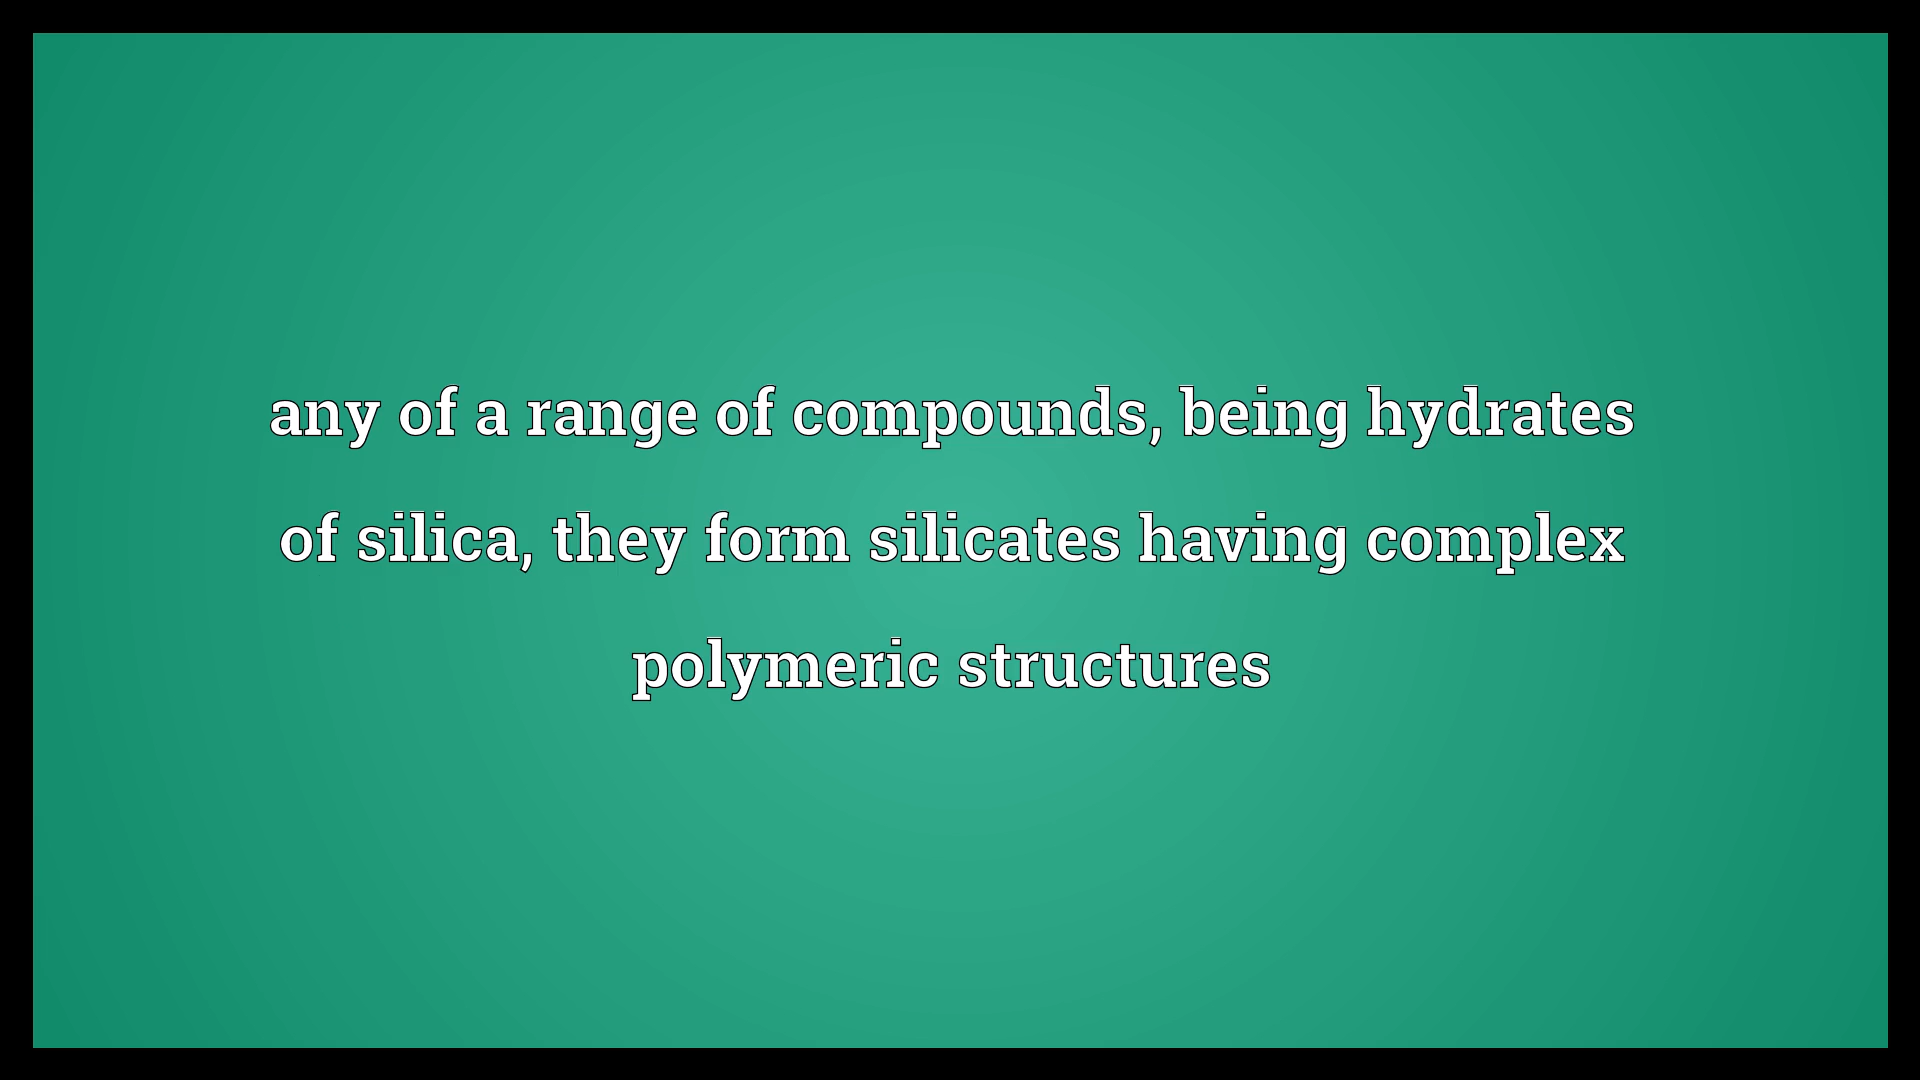 any of a range of compounds, being hydrates
of silica, they form silicates having complex
polymeric structures